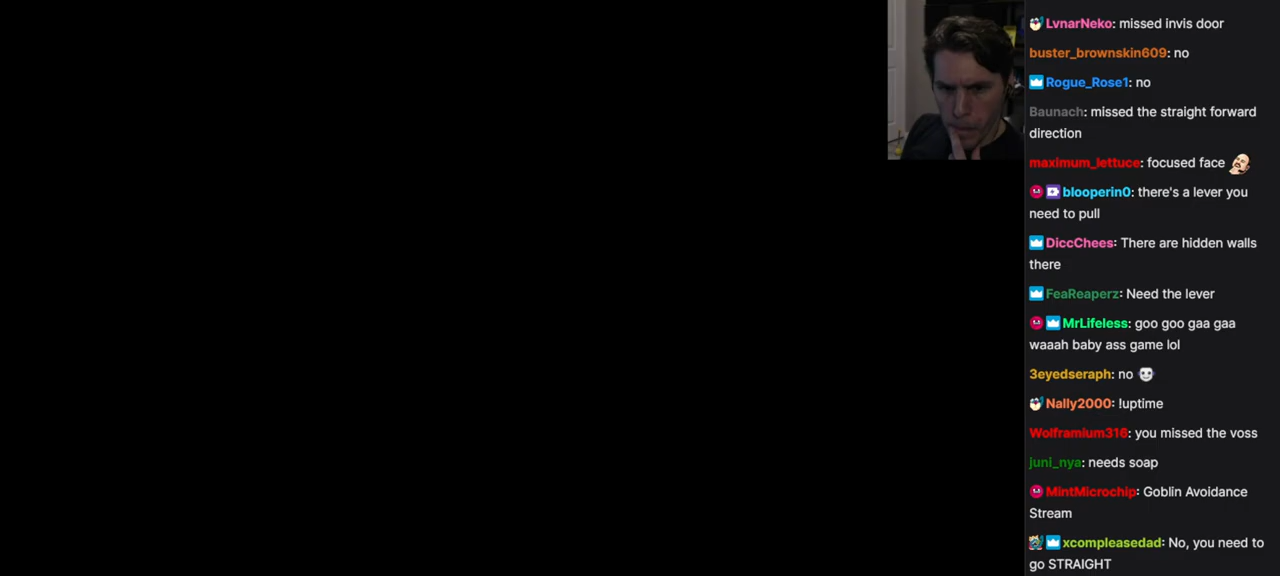 LvnarNeko: missed invis door
buster_brownskin609: no
Rogue_Rose1: no
Baunach: missed the straight forward
direction
maximum_lettuce: focused face
blooperin0: there's a lever you
need to pull
DiccChees: There are hidden walls
there
FeaReaperz: Need the lever
MrLifeless: goo goo gaa gaa
waaah baby ass game lol
3eyedseraph: no
Nally2000: !uptime
Wolframium316: you missed the voss
juni_nya: needs soap
MintMicrochip: Goblin Avoidance
Stream
xcompleasedad: No, you need to
go STRAIGHT